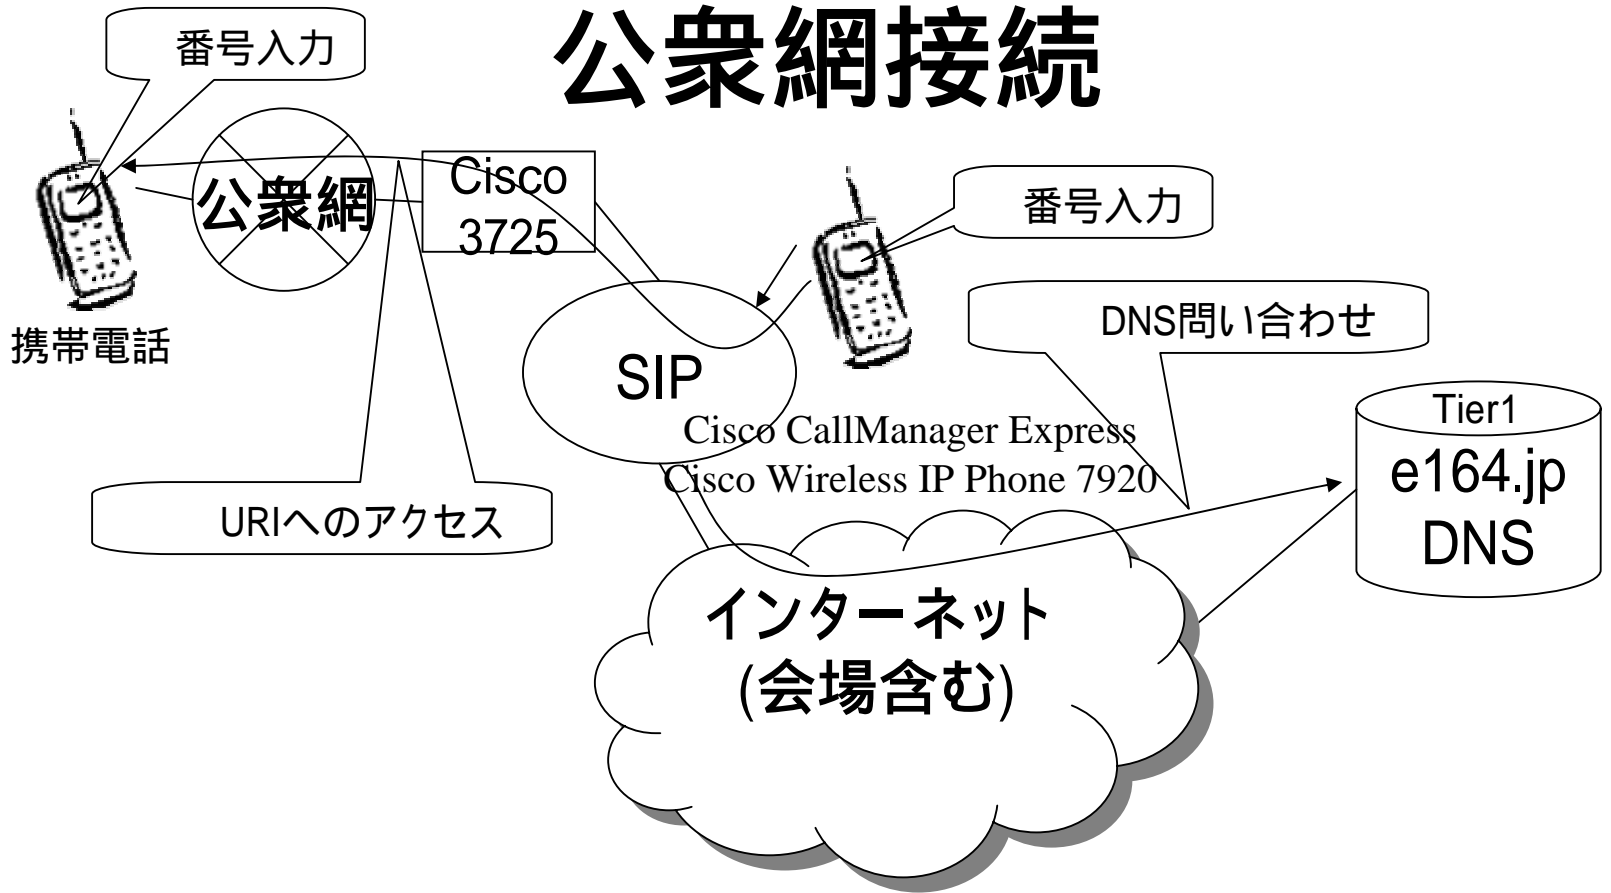 公衆網接続
番号入力
公衆網
Cisco
3725
番号入力
携帯電話
DNS問い合わせ
SIP
Cisco CallManager Express
Cisco Wireless IP Phone 7920
Tier1
e164.jp
DNS
URIへのアクセス
インターネット
(会場含む)